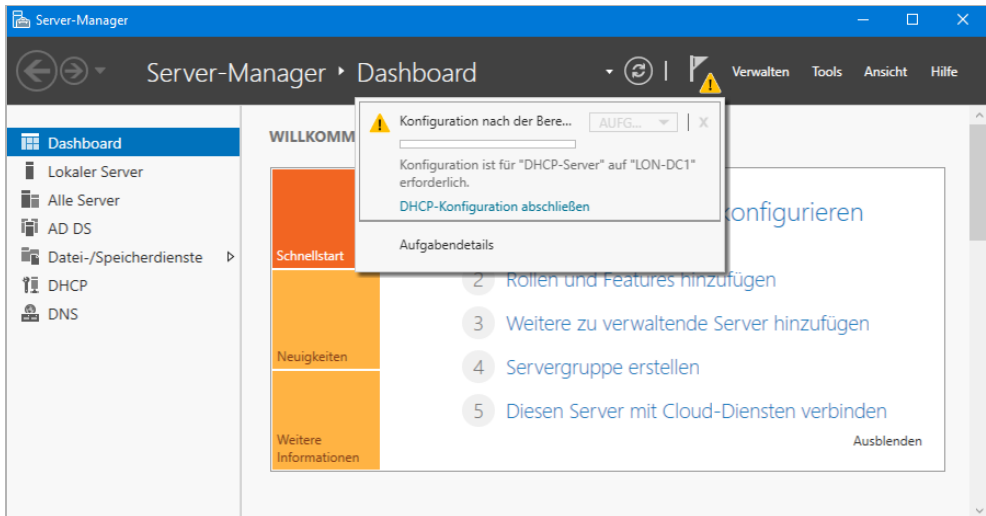 Server-Manager
Server-Manager Dashboard
Verwalten Tools Ansicht Hilfe
Dashboard
Lokaler Server
Alle Server
AD DS
Datei-/Speicherdienste
DHCP
DNS
WILLKOMM
Konfiguration nach der Bere... AUFG... X
Konfiguration ist für "DHCP-Server" auf "LON-DC1"
erforderlich.
DHCP-Konfiguration abschließen
Aufgabendetails
konfigurieren
Schnellstart
2 Rollen und Features hinzufügen
3 Weitere zu verwaltende Server hinzufügen
Neuigkeiten
4 Servergruppe erstellen
5 Diesen Server mit Cloud-Diensten verbinden
Weitere
Informationen
Ausblenden